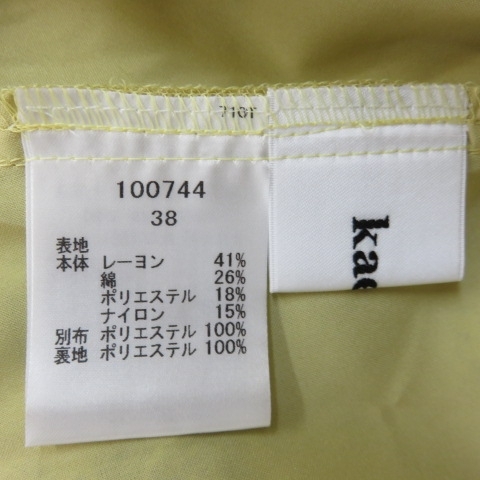 100744
38
表地
本体 レーヨン 41%
綿 26%
ポリエステル 18%
ナイロン 15%
別布 ポリエステル 100%
裏地 ポリエステル 100%